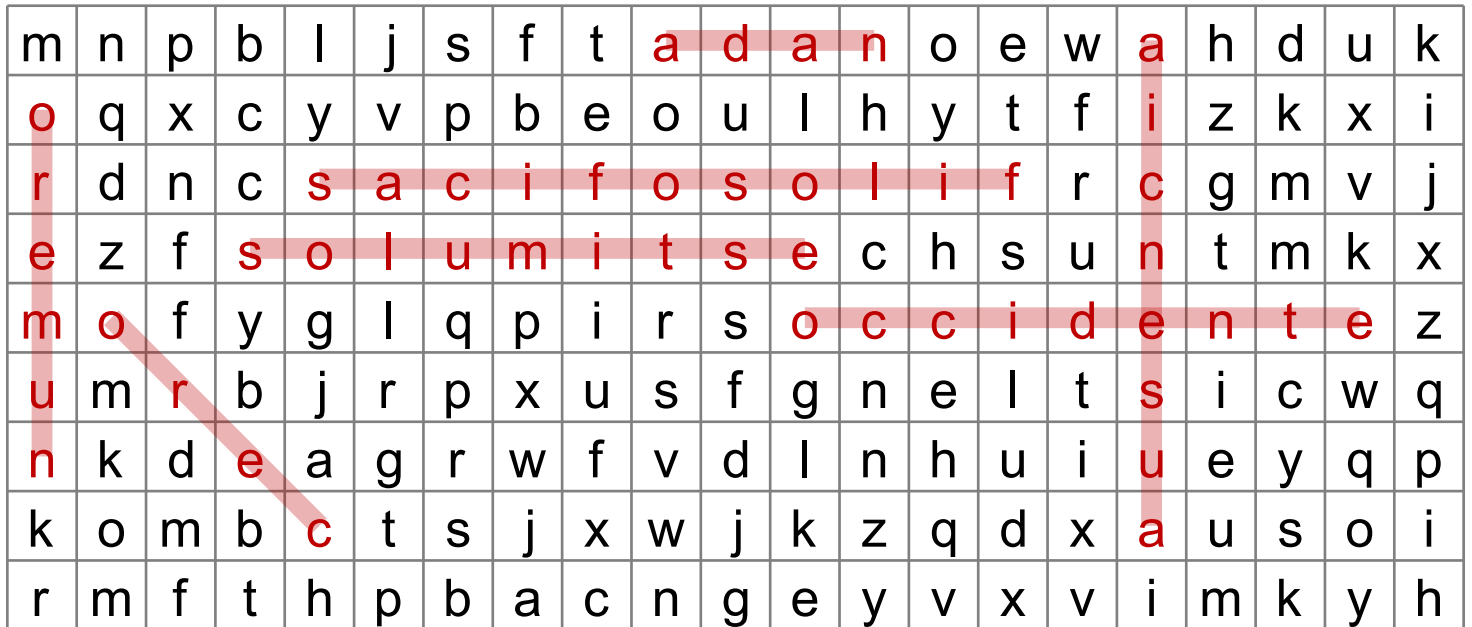 m n p b l j s f t a d a n o e w a h d u k
o q x c y v p b e o u l h y t f i z k x i
r d n c s a c i f o s o l i f r c g m v j
e z f s o l u m i t s e c h s u n t m k x
m o f y g l q p i r s o c c i d e n t e z
u m r b j r p x u s f g n e l t s i c w q
n k d e a g r w f v d l n h u i u e y q p
k o m b c t s j x w j k z q d x a u s o i
r m f t h p b a c n g e y v x v i m k y h